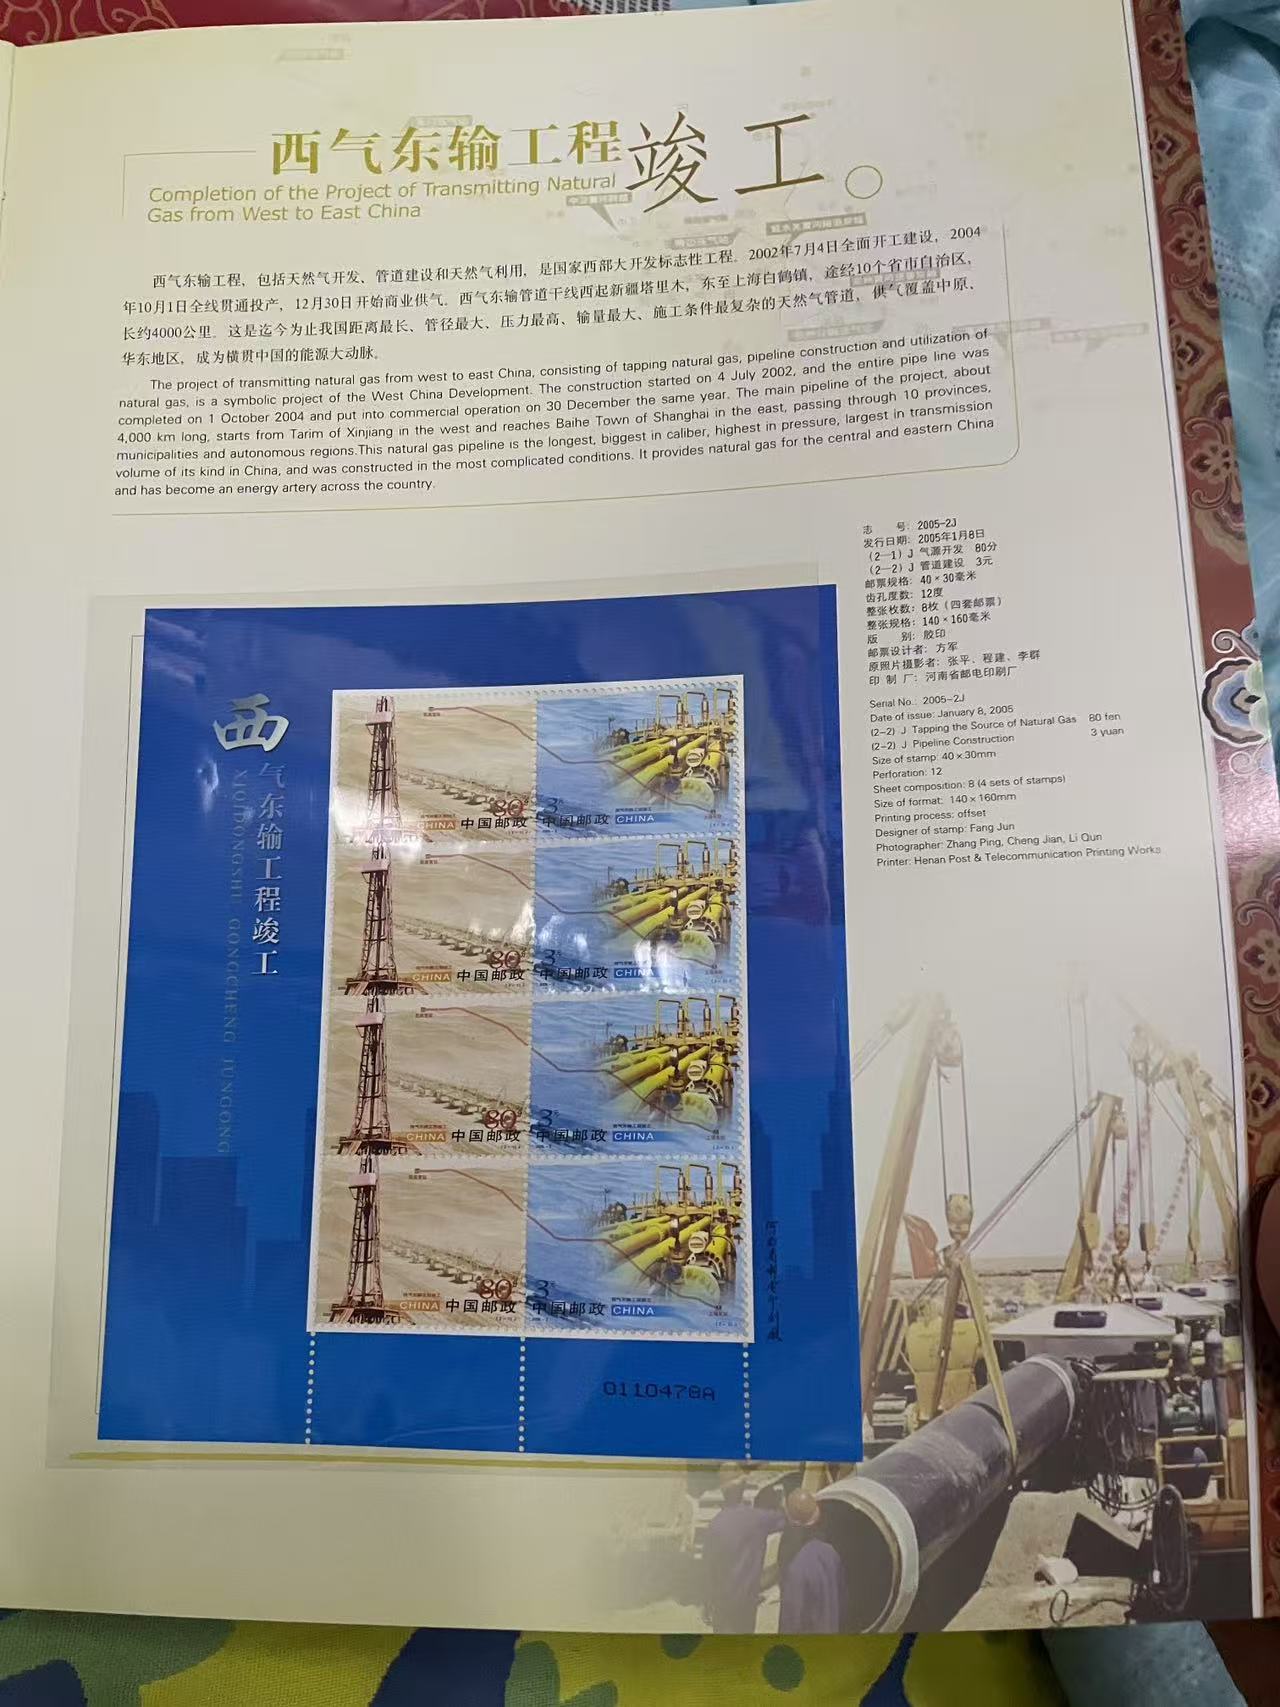 西气东输工程竣工
Completion of the Project of Transmitting Natural
Gas from West to East China
西气东输工程，包括天然气开发、管道建设和天然气利用，是国家西部大开发标志性工程。2002年7月4日全面开工建设，2004
年10月1日全线贯通投产，12月30日开始商业供气。西气东输管道干线西起新疆塔里木，东至上海白鹤镇，途经10个省市自治区，
长约4000公里。这是迄今为止我国距离最长、管径最大、压力最高、输量最大、施工条件最复杂的天然气管道，供气覆盖中原、
华东地区，成为横贯中国的能源大动脉。
The project of transmitting natural gas from west to east China, consisting of tapping natural gas, pipeline construction and utilization of
natural gas, is a symbolic project of the West China Development. The construction started on 4 July 2002, and the entire pipe line was
completed on 1 October 2004 and put into commercial operation on 30 December the same year. The main pipeline of the project, about
4,000 km long, starts from Tarim of Xinjiang in the west and reaches Baihe Town of Shanghai in the east, passing through 10 provinces,
municipalities and autonomous regions.This natural gas pipeline is the longest, biggest in caliber, highest in pressure, largest in transmission
volume of its kind in China, and was constructed in the most complicated conditions. It provides natural gas for the central and eastern China
and has become an energy artery across the country.
志 号: 2005-2J
发行日期: 2005年1月8日
(2—1) J 气源开发 80分
(2—2) J 管道建设 3元
邮票规格: 40×30毫米
齿孔度数: 12度
整张枚数: 8枚 (四套邮票)
整张规格: 140×160毫米
版 别: 胶印
邮票设计者: 方军
原照片摄影者: 张平、程建、李群
印 制 厂: 河南省邮电印刷厂
Serial No.: 2005-2J
Date of issue: January 8, 2005
(2-2) J Tapping the Source of Natural Gas 80 fen
(2-2) J Pipeline Construction 3 yuan
Size of stamp: 40×30mm
Perforation: 12
Sheet composition: 8 (4 sets of stamps)
Size of format: 140×160mm
Printing process: offset
Designer of stamp: Fang Jun
Photographer: Zhang Ping, Cheng Jian, Li Qun
Printer: Henan Post & Telecommunication Printing Works
西气东输工程竣工
XIQIDONGSHU GONGCHENG JUNGONG
80 3元
CHINA 中国邮政 中国邮政 CHINA
80 3元
CHINA 中国邮政 中国邮政 CHINA
80 3元
CHINA 中国邮政 中国邮政 CHINA
80 3元
CHINA 中国邮政 中国邮政 CHINA
0110478A